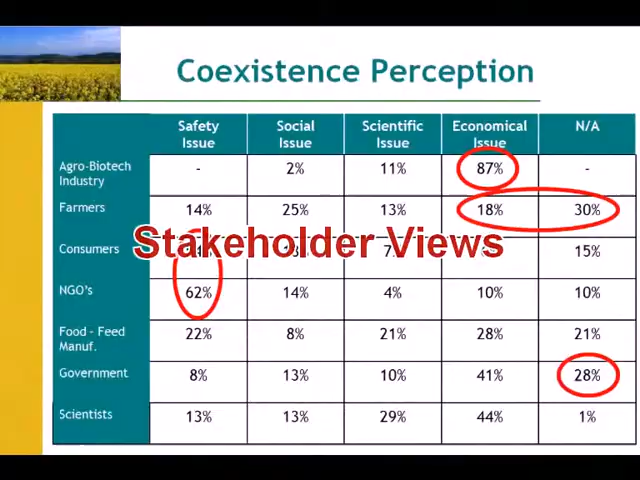 Coexistence Perception
Safety Issue Social Issue Scientific Issue Economical Issue N/A
Agro-Biotech Industry - 2% 11% 87% -
Farmers 14% 25% 13% 18% 30%
Stakeholder Views
Consumers 15%
NGO's 62% 14% 4% 10% 10%
Food - Feed Manuf. 22% 8% 21% 28% 21%
Government 8% 13% 10% 41% 28%
Scientists 13% 13% 29% 44% 1%